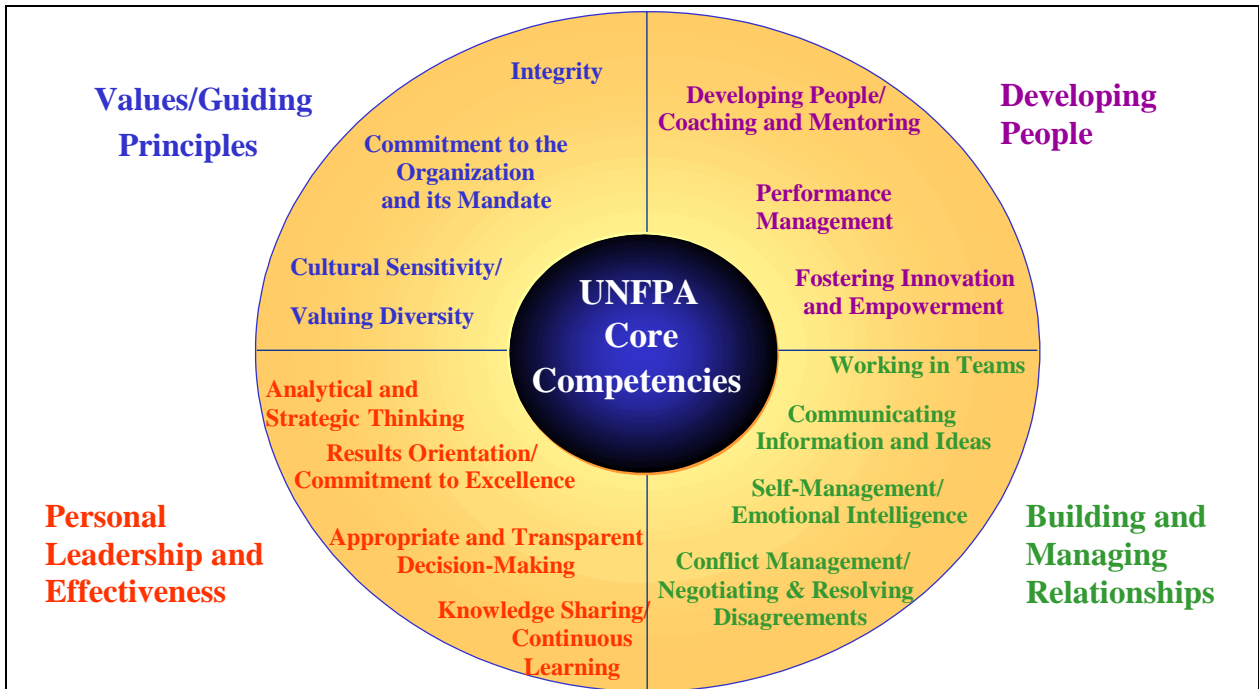 Values/Guiding
Principles
Integrity
Commitment to the
Organization
and its Mandate
Cultural Sensitivity/
Valuing Diversity
Developing People/
Coaching and Mentoring
Performance
Management
Fostering Innovation
and Empowerment
Developing
People
UNFPA
Core
Competencies
Analytical and
Strategic Thinking
Results Orientation/
Commitment to Excellence
Appropriate and Transparent
Decision-Making
Knowledge Sharing/
Continuous
Learning
Personal
Leadership and
Effectiveness
Working in Teams
Communicating
Information and Ideas
Self-Management/
Emotional Intelligence
Conflict Management/
Negotiating & Resolving
Disagreements
Building and
Managing
Relationships